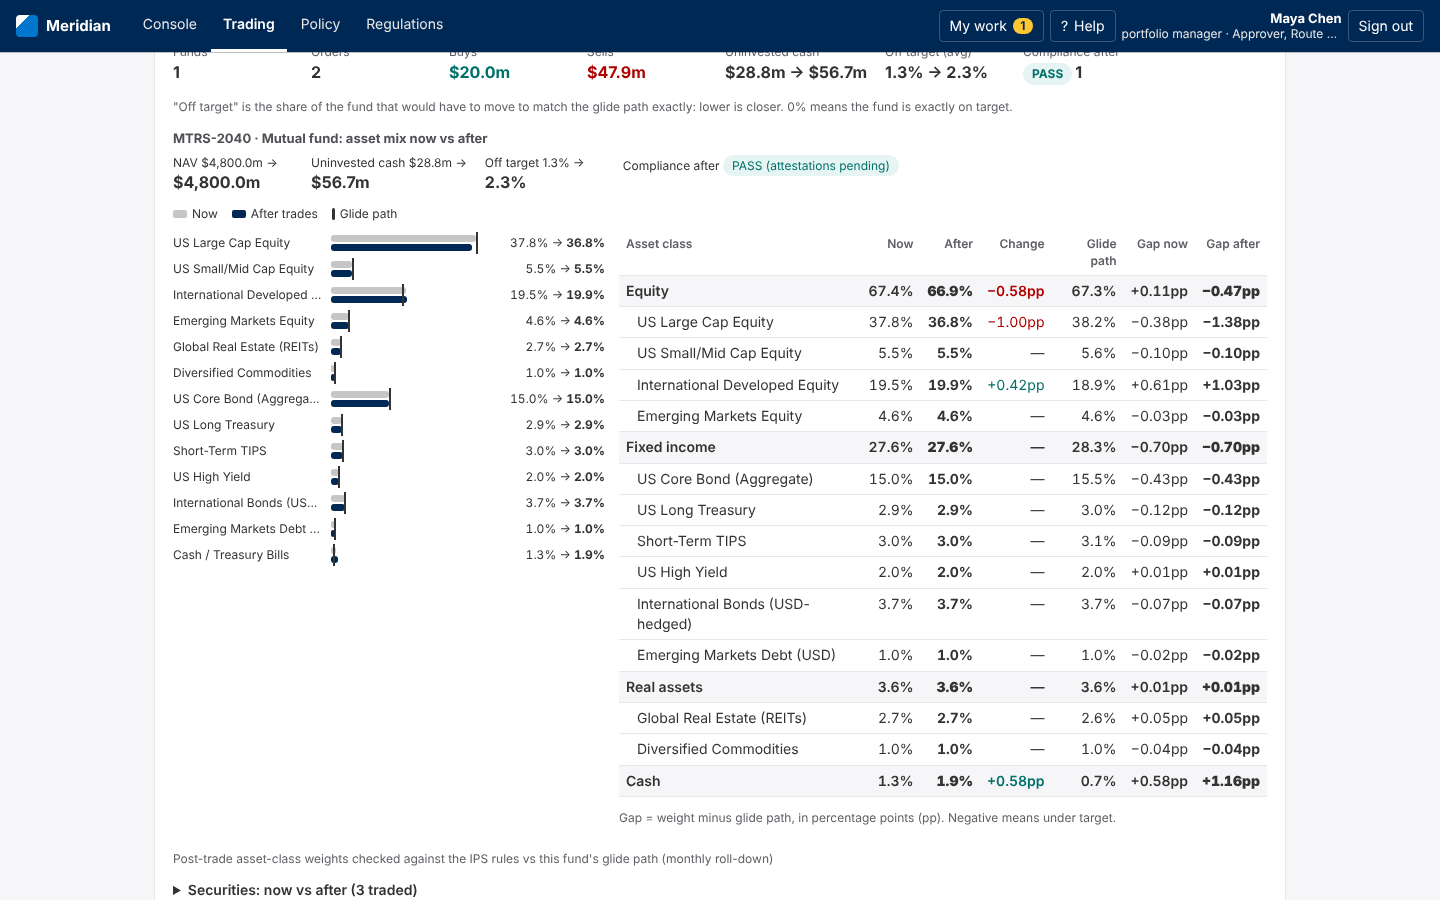 Meridian
Console
Trading
Policy
Regulations
My work 1
? Help
Maya Chen
portfolio manager · Approver, Route ...
Sign out
Funds
Orders
Buys
Sells
Uninvested cash
Off target (avg)
Compliance after
1
2
$20.0m
$47.9m
$28.8m → $56.7m
1.3% → 2.3%
PASS 1
"Off target" is the share of the fund that would have to move to match the glide path exactly: lower is closer. 0% means the fund is exactly on target.
MTRS-2040 · Mutual fund: asset mix now vs after
NAV $4,800.0m →
$4,800.0m
Uninvested cash $28.8m →
$56.7m
Off target 1.3% →
2.3%
Compliance after PASS (attestations pending)
Now
After trades
Glide path
US Large Cap Equity 37.8% → 36.8%
US Small/Mid Cap Equity 5.5% → 5.5%
International Developed ... 19.5% → 19.9%
Emerging Markets Equity 4.6% → 4.6%
Global Real Estate (REITs) 2.7% → 2.7%
Diversified Commodities 1.0% → 1.0%
US Core Bond (Aggrega... 15.0% → 15.0%
US Long Treasury 2.9% → 2.9%
Short-Term TIPS 3.0% → 3.0%
US High Yield 2.0% → 2.0%
International Bonds (US... 3.7% → 3.7%
Emerging Markets Debt ... 1.0% → 1.0%
Cash / Treasury Bills 1.3% → 1.9%
Asset class Now After Change Glide path Gap now Gap after
Equity 67.4% 66.9% −0.58pp 67.3% +0.11pp −0.47pp
US Large Cap Equity 37.8% 36.8% −1.00pp 38.2% −0.38pp −1.38pp
US Small/Mid Cap Equity 5.5% 5.5% — 5.6% −0.10pp −0.10pp
International Developed Equity 19.5% 19.9% +0.42pp 18.9% +0.61pp +1.03pp
Emerging Markets Equity 4.6% 4.6% — 4.6% −0.03pp −0.03pp
Fixed income 27.6% 27.6% — 28.3% −0.70pp −0.70pp
US Core Bond (Aggregate) 15.0% 15.0% — 15.5% −0.43pp −0.43pp
US Long Treasury 2.9% 2.9% — 3.0% −0.12pp −0.12pp
Short-Term TIPS 3.0% 3.0% — 3.1% −0.09pp −0.09pp
US High Yield 2.0% 2.0% — 2.0% +0.01pp +0.01pp
International Bonds (USD-
hedged) 3.7% 3.7% — 3.7% −0.07pp −0.07pp
Emerging Markets Debt (USD) 1.0% 1.0% — 1.0% −0.02pp −0.02pp
Real assets 3.6% 3.6% — 3.6% +0.01pp +0.01pp
Global Real Estate (REITs) 2.7% 2.7% — 2.6% +0.05pp +0.05pp
Diversified Commodities 1.0% 1.0% — 1.0% −0.04pp −0.04pp
Cash 1.3% 1.9% +0.58pp 0.7% +0.58pp +1.16pp
Gap = weight minus glide path, in percentage points (pp). Negative means under target.
Post-trade asset-class weights checked against the IPS rules vs this fund's glide path (monthly roll-down)
Securities: now vs after (3 traded)